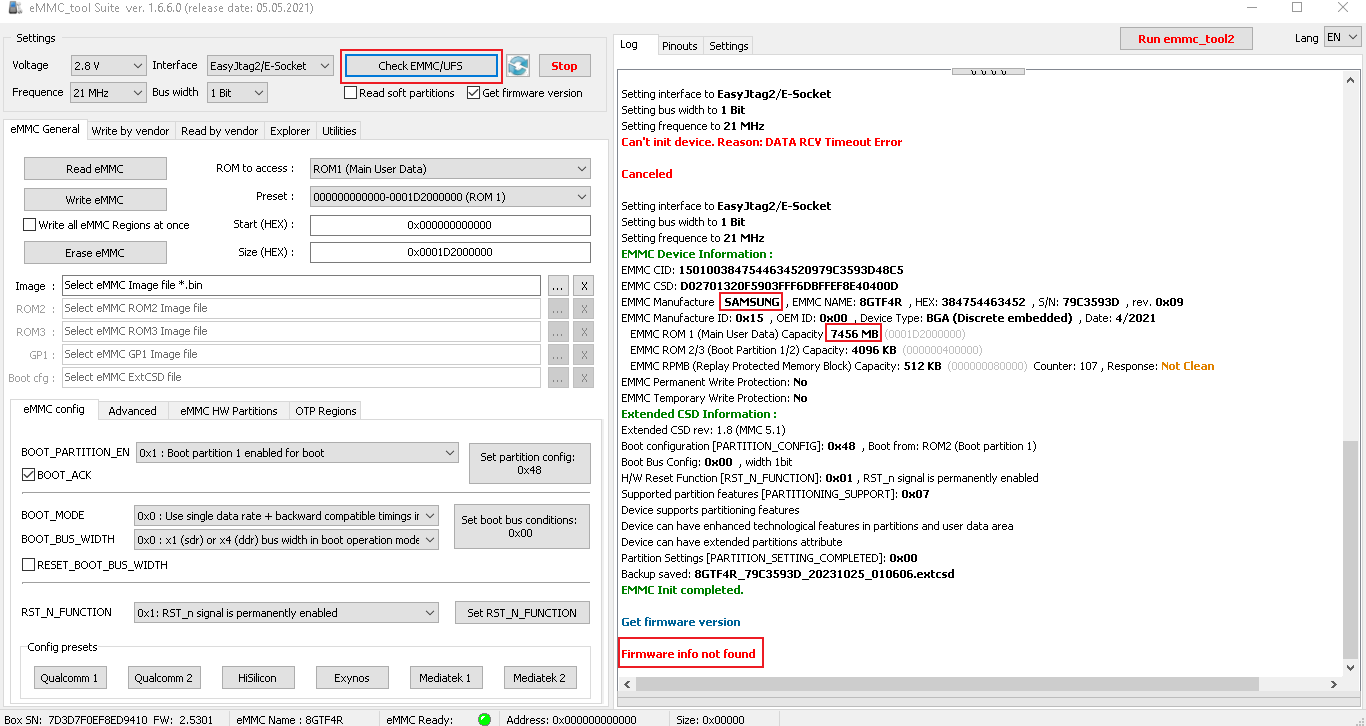 eMMC_tool Suite ver. 1.6.6.0 (release date: 05.05.2021)
Settings
Voltage 2.8 V Interface EasyJtag2/E-Socket Check EMMC/UFS Stop
Frequence 21 MHz Bus width 1 Bit Read soft partitions Get firmware version
eMMC General Write by vendor Read by vendor Explorer Utilities
Read eMMC ROM to access : ROM1 (Main User Data)
Write eMMC Preset : 000000000000-0001D2000000 (ROM 1)
Write all eMMC Regions at once Start (HEX) : 0x000000000000
Erase eMMC Size (HEX) : 0x0001D2000000
Image : Select eMMC Image file *.bin ... X
ROM2 : Select eMMC ROM2 Image file ... X
ROM3 : Select eMMC ROM3 Image file ... X
GP1 : Select eMMC GP1 Image file ... X
Boot cfg : Select eMMC ExtCSD file ... X
eMMC config Advanced eMMC HW Partitions OTP Regions
BOOT_PARTITION_EN 0x1 : Boot partition 1 enabled for boot
BOOT_ACK
Set partition config:
0x48
BOOT_MODE 0x0 : Use single data rate + backward compatible timings in
BOOT_BUS_WIDTH 0x0 : x1 (sdr) or x4 (ddr) bus width in boot operation mode
Set boot bus conditions:
0x00
RESET_BOOT_BUS_WIDTH
RST_N_FUNCTION 0x1: RST_n signal is permanently enabled Set RST_N_FUNCTION
Config presets
Qualcomm 1 Qualcomm 2 HiSilicon Exynos Mediatek 1 Mediatek 2
Log Pinouts Settings Run emmc_tool2 Lang EN
Setting interface to EasyJtag2/E-Socket
Setting bus width to 1 Bit
Setting frequence to 21 MHz
Can't init device. Reason: DATA RCV Timeout Error
Canceled
Setting interface to EasyJtag2/E-Socket
Setting bus width to 1 Bit
Setting frequence to 21 MHz
EMMC Device Information :
EMMC CID: 1501003847544634520979C3593D48C5
EMMC CSD: D02701320F5903FFF6DBFFEF8E40400D
EMMC Manufacture SAMSUNG , EMMC NAME: 8GTF4R , HEX: 384754463452 , S/N: 79C3593D , rev. 0x09
EMMC Manufacture ID: 0x15 , OEM ID: 0x00 , Device Type: BGA (Discrete embedded) , Date: 4/2021
EMMC ROM 1 (Main User Data) Capacity 7456 MB (0001D2000000)
EMMC ROM 2/3 (Boot Partition 1/2) Capacity: 4096 KB (000000400000)
EMMC RPMB (Replay Protected Memory Block) Capacity: 512 KB (000000080000) Counter: 107 , Response: Not Clean
EMMC Permanent Write Protection: No
EMMC Temporary Write Protection: No
Extended CSD Information :
Extended CSD rev: 1.8 (MMC 5.1)
Boot configuration [PARTITION_CONFIG]: 0x48 , Boot from: ROM2 (Boot partition 1)
Boot Bus Config: 0x00 , width 1bit
H/W Reset Function [RST_N_FUNCTION]: 0x01 , RST_n signal is permanently enabled
Supported partition features [PARTITIONING_SUPPORT]: 0x07
Device supports partitioning features
Device can have enhanced technological features in partitions and user data area
Device can have extended partitions attribute
Partition Settings [PARTITION_SETTING_COMPLETED]: 0x00
Backup saved: 8GTF4R_79C3593D_20231025_010606.extcsd
EMMC Init completed.
Get firmware version
Firmware info not found
Box SN: 7D3D7F0EF8ED9410 FW: 2.5301 eMMC Name : 8GTF4R eMMC Ready: Address: 0x000000000000 Size: 0x00000